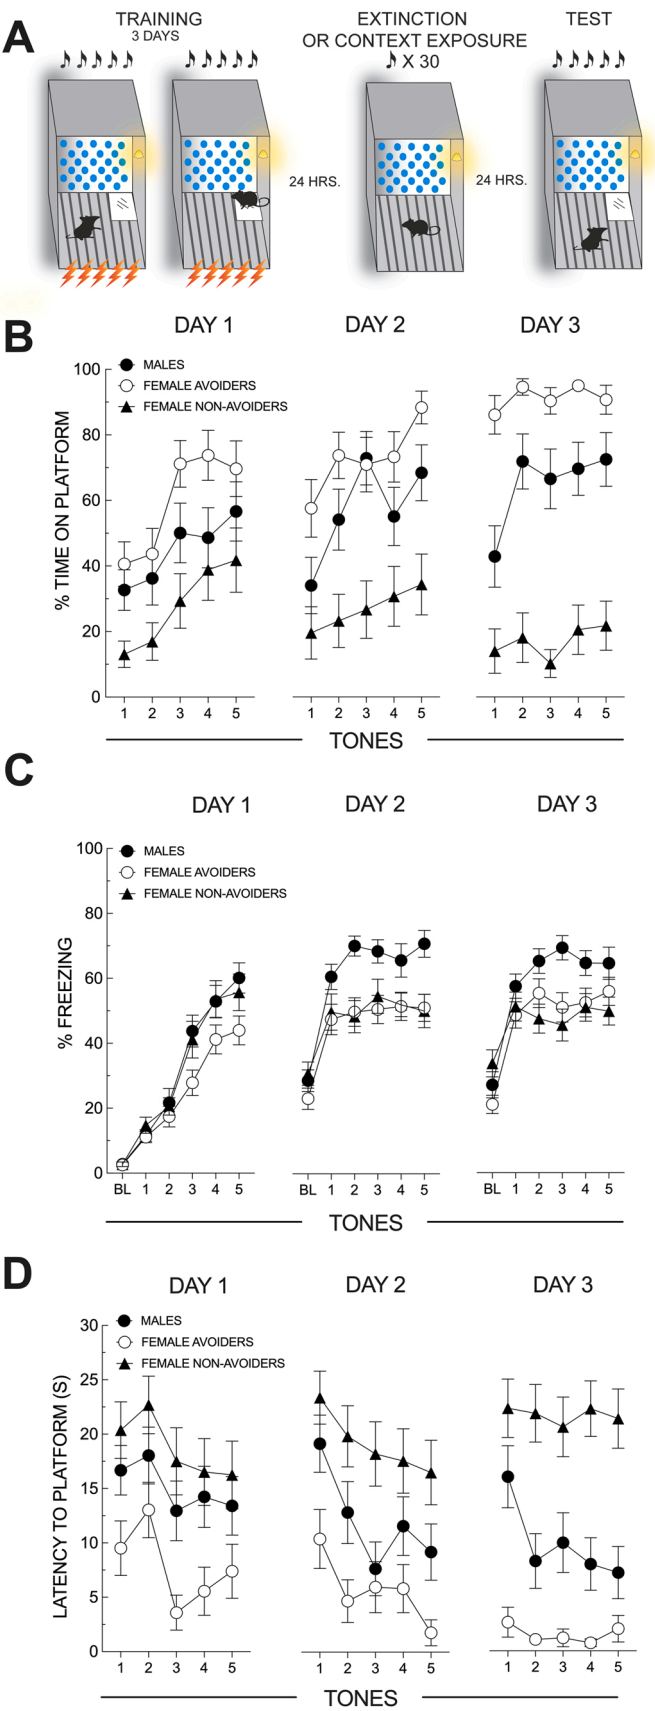 A
TRAINING
3 DAYS
EXTINCTION
OR CONTEXT EXPOSURE
X 30
TEST
24 HRS.
24 HRS.
B
DAY 1
DAY 2
DAY 3
MALES
FEMALE AVOIDERS
FEMALE NON-AVOIDERS
% TIME ON PLATFORM
100
80
60
40
20
0
1 2 3 4 5
1 2 3 4 5
1 2 3 4 5
TONES
C
DAY 1
DAY 2
DAY 3
MALES
FEMALE AVOIDERS
FEMALE NON-AVOIDERS
% FREEZING
100
80
60
40
20
0
BL 1 2 3 4 5
BL 1 2 3 4 5
BL 1 2 3 4 5
TONES
D
DAY 1
DAY 2
DAY 3
MALES
FEMALE AVOIDERS
FEMALE NON-AVOIDERS
LATENCY TO PLATFORM (S)
30
25
20
15
10
5
0
1 2 3 4 5
1 2 3 4 5
1 2 3 4 5
TONES